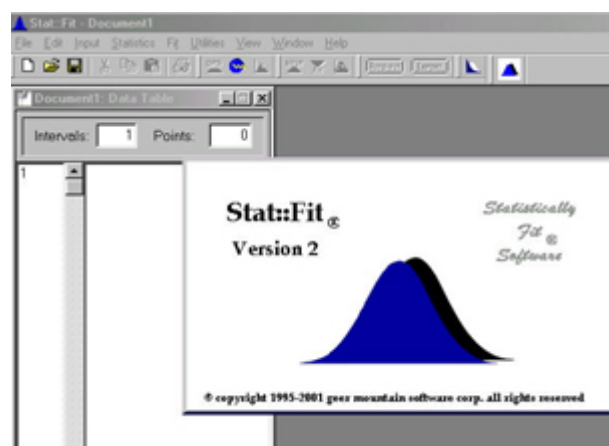 Stat::Fit - Document1
File Edit Input Statistics Fit Utilities View Window Help
Document1: Data Table
Intervals: 1 Points: 0
1
Stat::Fit ®
Version 2
Statistically
Fit ®
Software
© copyright 1995-2001 geer mountain software corp. all rights reserved